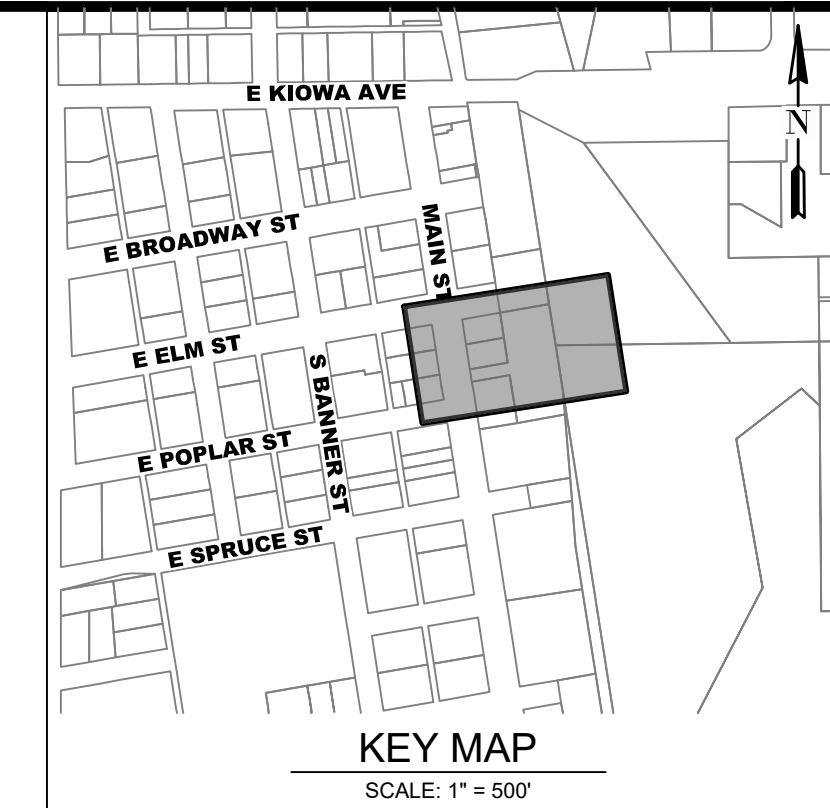 E KIOWA AVE
N
MAIN ST
E BROADWAY ST
E ELM ST
S BANNER ST
E POPLAR ST
E SPRUCE ST
KEY MAP
SCALE: 1" = 500'